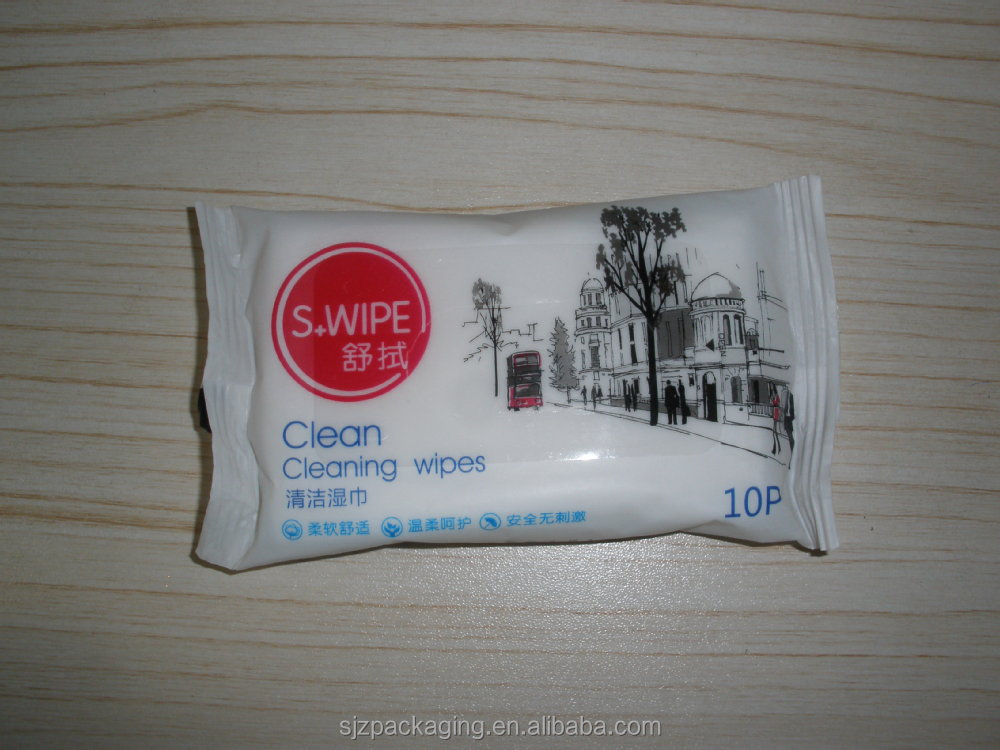 S+WIPE
舒拭
Clean
Cleaning wipes
清洁湿巾
柔软舒适 温柔呵护 安全无刺激
10P
sjzpackaging.en.alibaba.com